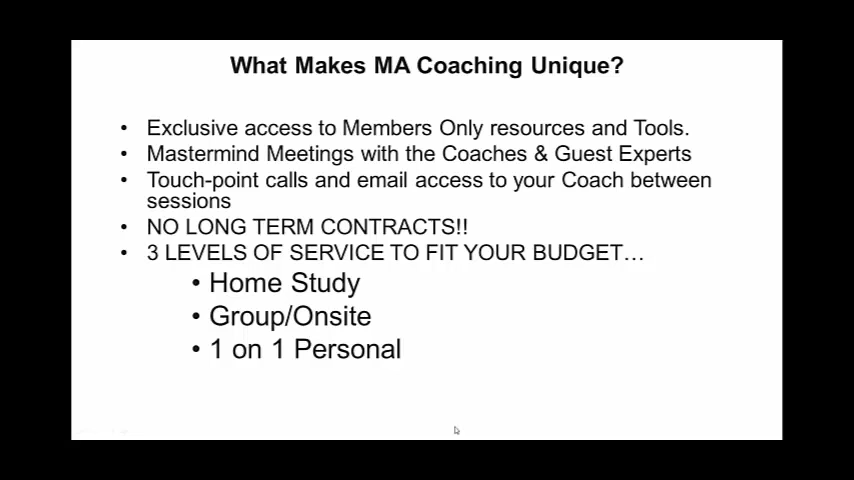 What Makes MA Coaching Unique?
• Exclusive access to Members Only resources and Tools.
• Mastermind Meetings with the Coaches & Guest Experts
• Touch-point calls and email access to your Coach between
sessions
• NO LONG TERM CONTRACTS!!
• 3 LEVELS OF SERVICE TO FIT YOUR BUDGET…
• Home Study
• Group/Onsite
• 1 on 1 Personal